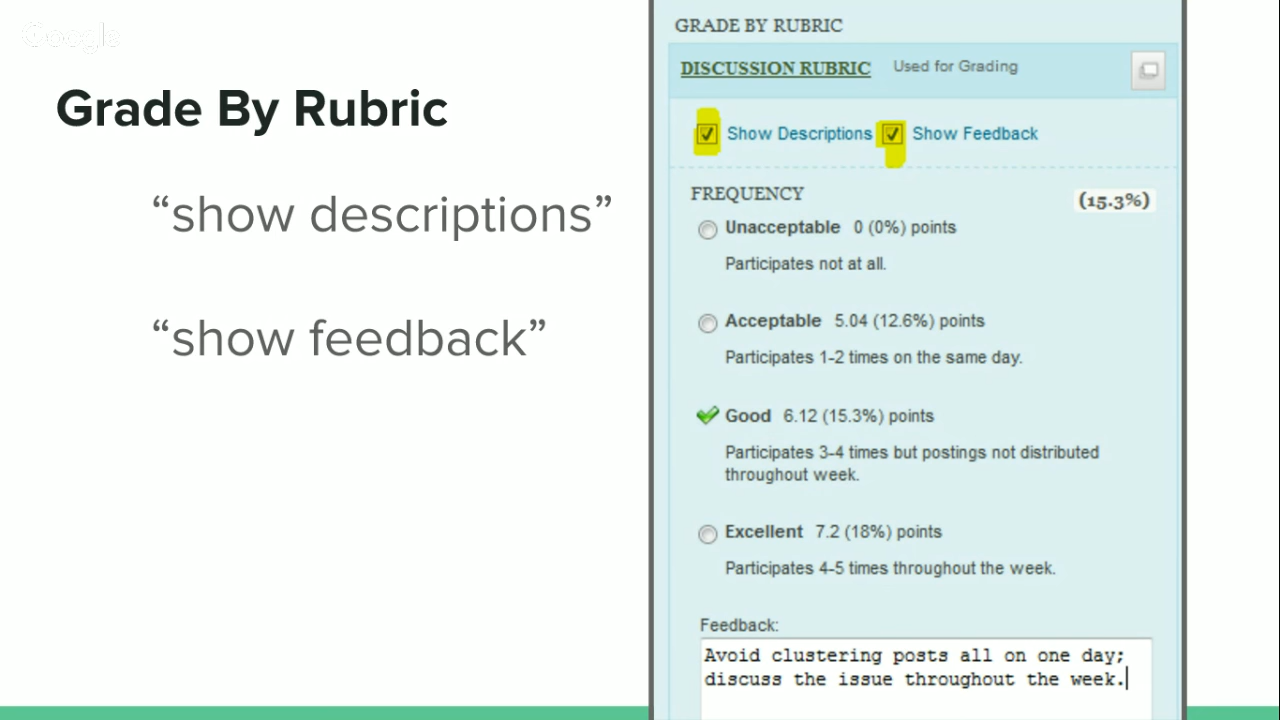 Google
Grade By Rubric
“show descriptions”
“show feedback”
GRADE BY RUBRIC
DISCUSSION RUBRIC Used for Grading
Show Descriptions Show Feedback
FREQUENCY (15.3%)
Unacceptable 0 (0%) points
Participates not at all.
Acceptable 5.04 (12.6%) points
Participates 1-2 times on the same day.
Good 6.12 (15.3%) points
Participates 3-4 times but postings not distributed
throughout week.
Excellent 7.2 (18%) points
Participates 4-5 times throughout the week.
Feedback:
Avoid clustering posts all on one day;
discuss the issue throughout the week.